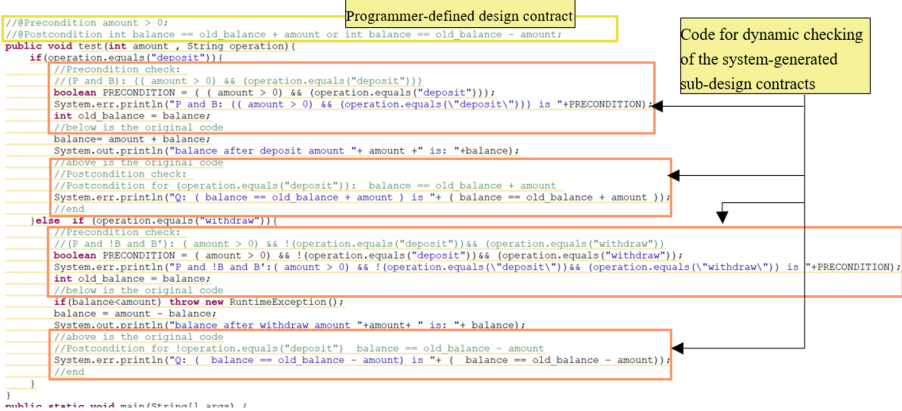 Programmer-defined design contract
//@Precondition amount > 0;
//@Postcondition int balance == old_balance + amount or int balance == old_balance - amount;
public void test(int amount , String operation){
if(operation.equals("deposit")){
//Precondition check:
//(P and B): (( amount > 0) && (operation.equals("deposit")))
boolean PRECONDITION = ( ( amount > 0) && (operation.equals("deposit")));
System.err.println("P and B: (( amount > 0) && (operation.equals(\"deposit\"))) is "+PRECONDITION);
int old_balance = balance;
//below is the original code
balance= amount + balance;
System.out.println("balance after deposit amount "+ amount +" is: "+balance);
//above is the original code
//Postcondition check:
//Postcondition for (operation.equals("deposit")):  balance == old_balance + amount
System.err.println("Q: ( balance == old_balance + amount ) is "+ ( balance == old_balance + amount ));
//end
}else  if (operation.equals("withdraw")){
//Precondition check:
//(P and !B and B'): ( amount > 0) && !(operation.equals("deposit"))&& (operation.equals("withdraw"))
boolean PRECONDITION = ( amount > 0) && !(operation.equals("deposit"))&& (operation.equals("withdraw"));
System.err.println("P and !B and B':( amount > 0) && !(operation.equals(\"deposit\"))&& (operation.equals(\"withdraw\")) is "+PRECONDITION);
int old_balance = balance;
//below is the original code
if(balance<amount) throw new RuntimeException();
balance = amount - balance;
System.out.println("balance after withdraw amount "+amount+ " is: "+ balance);
//above is the original code
//Postcondition for !operation.equals("deposit")  balance == old_balance - amount
System.err.println("Q: (  balance == old_balance - amount) is "+ (  balance == old_balance - amount));
//end
}
}
public static void main(String[] args) {
Code for dynamic checking
of the system-generated
sub-design contracts